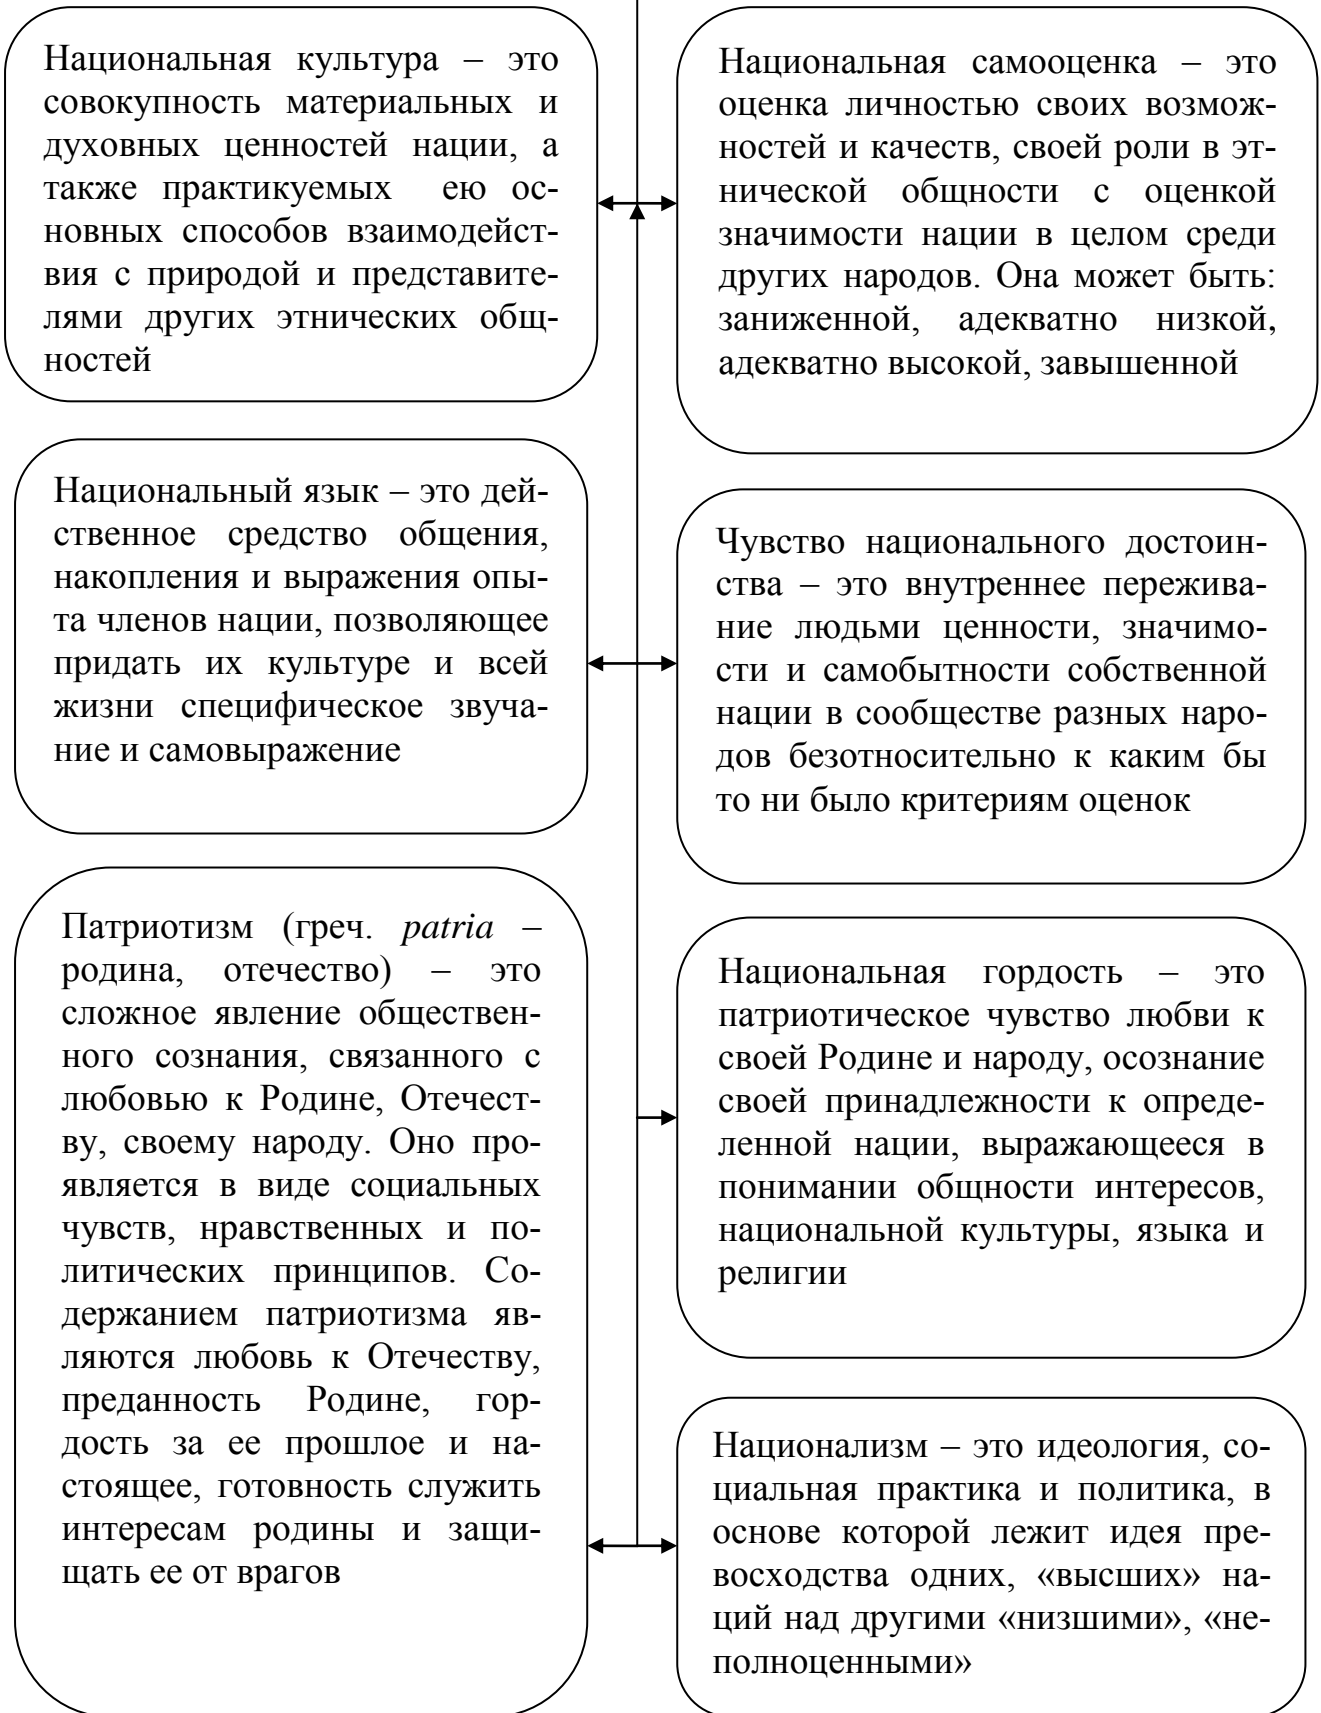 Национальная культура – это
совокупность материальных и
духовных ценностей нации, а
также практикуемых ею ос-
новных способов взаимодейст-
вия с природой и представите-
лями других этнических общ-
ностей
Национальная самооценка – это
оценка личностью своих возмож-
ностей и качеств, своей роли в эт-
нической общности с оценкой
значимости нации в целом среди
других народов. Она может быть:
заниженной, адекватно низкой,
адекватно высокой, завышенной
Национальный язык – это дей-
ственное средство общения,
накопления и выражения опы-
та членов нации, позволяющее
придать их культуре и всей
жизни специфическое звуча-
ние и самовыражение
Чувство национального достоин-
ства – это внутреннее пережива-
ние людьми ценности, значимо-
сти и самобытности собственной
нации в сообществе разных наро-
дов безотносительно к каким бы
то ни было критериям оценок
Патриотизм (греч. patria –
родина, отечество) – это
сложное явление обществен-
ного сознания, связанного с
любовью к Родине, Отечест-
ву, своему народу. Оно про-
является в виде социальных
чувств, нравственных и по-
литических принципов. Со-
держанием патриотизма яв-
ляются любовь к Отечеству,
преданность Родине, гор-
дость за ее прошлое и на-
стоящее, готовность служить
интересам родины и защи-
щать ее от врагов
Национальная гордость – это
патриотическое чувство любви к
своей Родине и народу, осознание
своей принадлежности к опреде-
ленной нации, выражающееся в
понимании общности интересов,
национальной культуры, языка и
религии
Национализм – это идеология, со-
циальная практика и политика, в
основе которой лежит идея пре-
восходства одних, «высших» на-
ций над другими «низшими», «не-
полноценными»